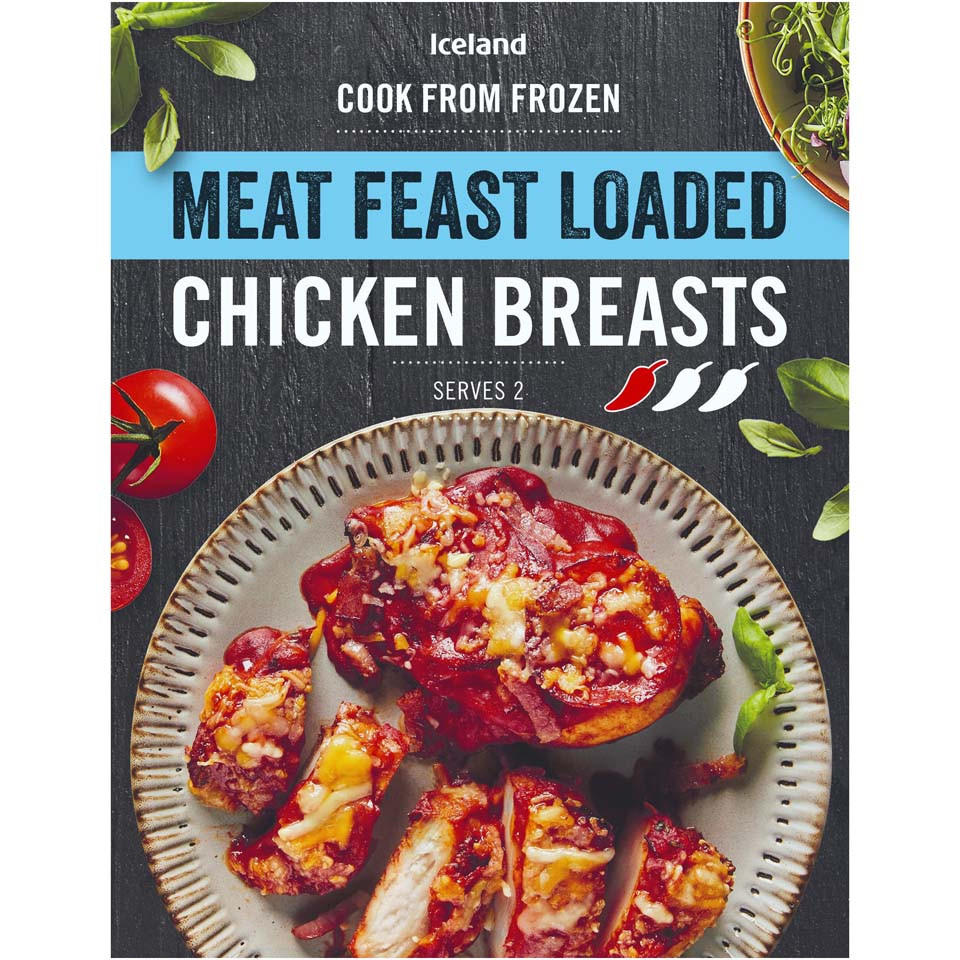 Iceland
COOK FROM FROZEN
MEAT FEAST LOADED
CHICKEN BREASTS
SERVES 2